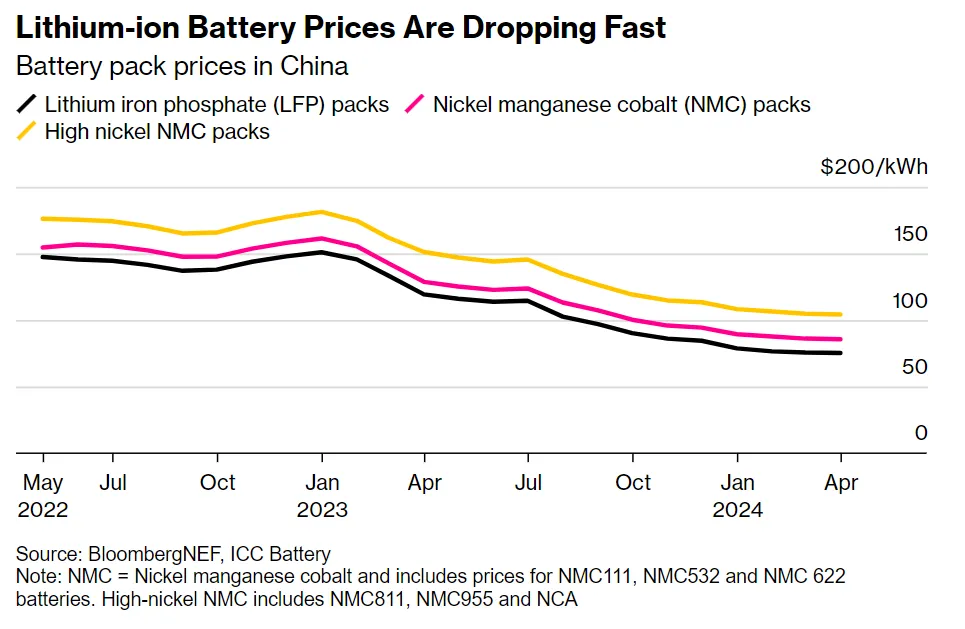 Lithium-ion Battery Prices Are Dropping Fast
Battery pack prices in China
Lithium iron phosphate (LFP) packs Nickel manganese cobalt (NMC) packs
High nickel NMC packs
$200/kWh
150
100
50
0
May Jul Oct Jan Apr Jul Oct Jan Apr
2022 2023 2024
Source: BloombergNEF, ICC Battery
Note: NMC = Nickel manganese cobalt and includes prices for NMC111, NMC532 and NMC 622
batteries. High-nickel NMC includes NMC811, NMC955 and NCA